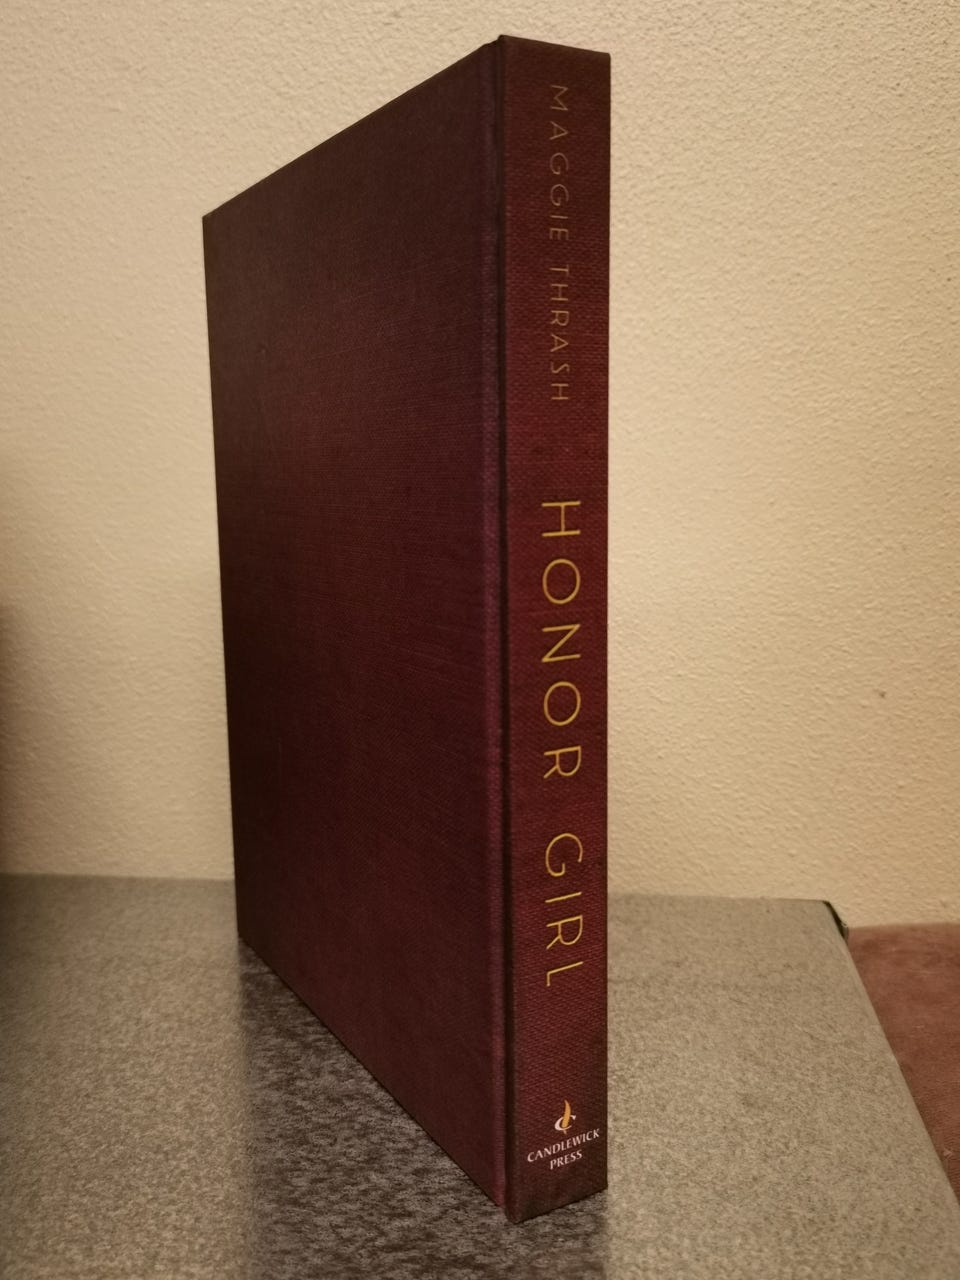 MAGGIE THRASH
HONOR GIRL
CANDLEWICK
PRESS